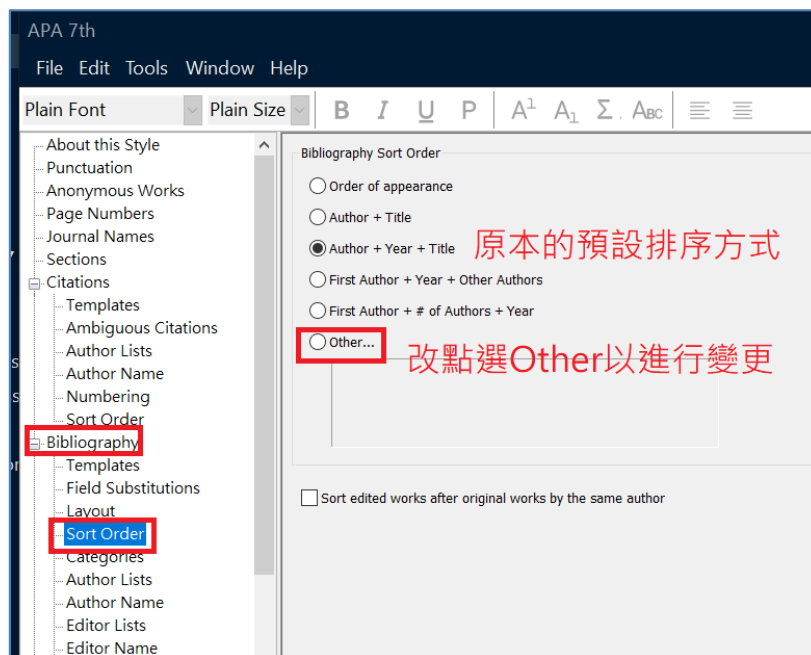 APA 7th
File Edit Tools Window Help
Plain Font Plain Size B I U P A1 A1 Σ ABC
About this Style
Punctuation
Anonymous Works
Page Numbers
Journal Names
Sections
Citations
Templates
Ambiguous Citations
Author Lists
Author Name
Numbering
Sort Order
Bibliography
Templates
Field Substitutions
Layout
Sort Order
Categories
Author Lists
Author Name
Editor Lists
Editor Name
Bibliography Sort Order
Order of appearance
Author + Title
Author + Year + Title 原本的預設排序方式
First Author + Year + Other Authors
First Author + # of Authors + Year
Other... 改點選Other以進行變更
Sort edited works after original works by the same author